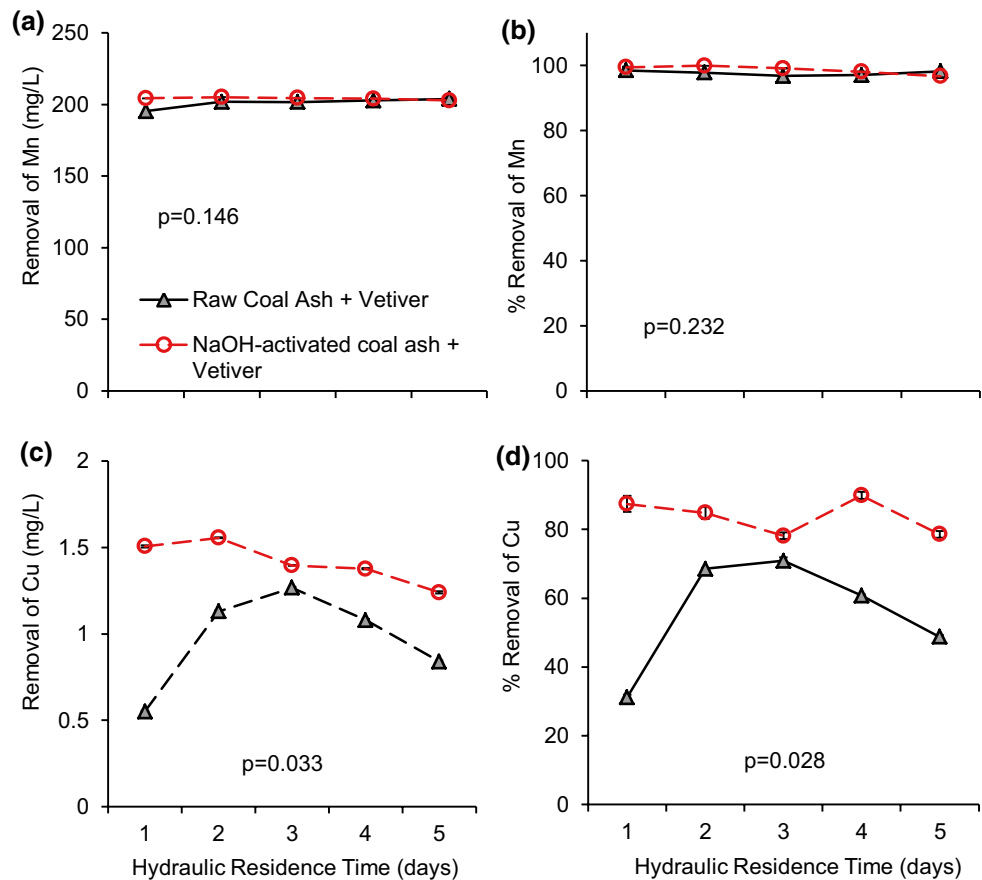 (a)
Removal of Mn (mg/L)
250
200
150
100
50
0
p=0.146
Raw Coal Ash + Vetiver
NaOH-activated coal ash +
Vetiver
(b)
% Removal of Mn
100
80
60
40
20
0
p=0.232
(c)
Removal of Cu (mg/L)
2
1.5
1
0.5
0
p=0.033
1 2 3 4 5
Hydraulic Residence Time (days)
(d)
% Removal of Cu
100
80
60
40
20
0
p=0.028
1 2 3 4 5
Hydraulic Residence Time (days)